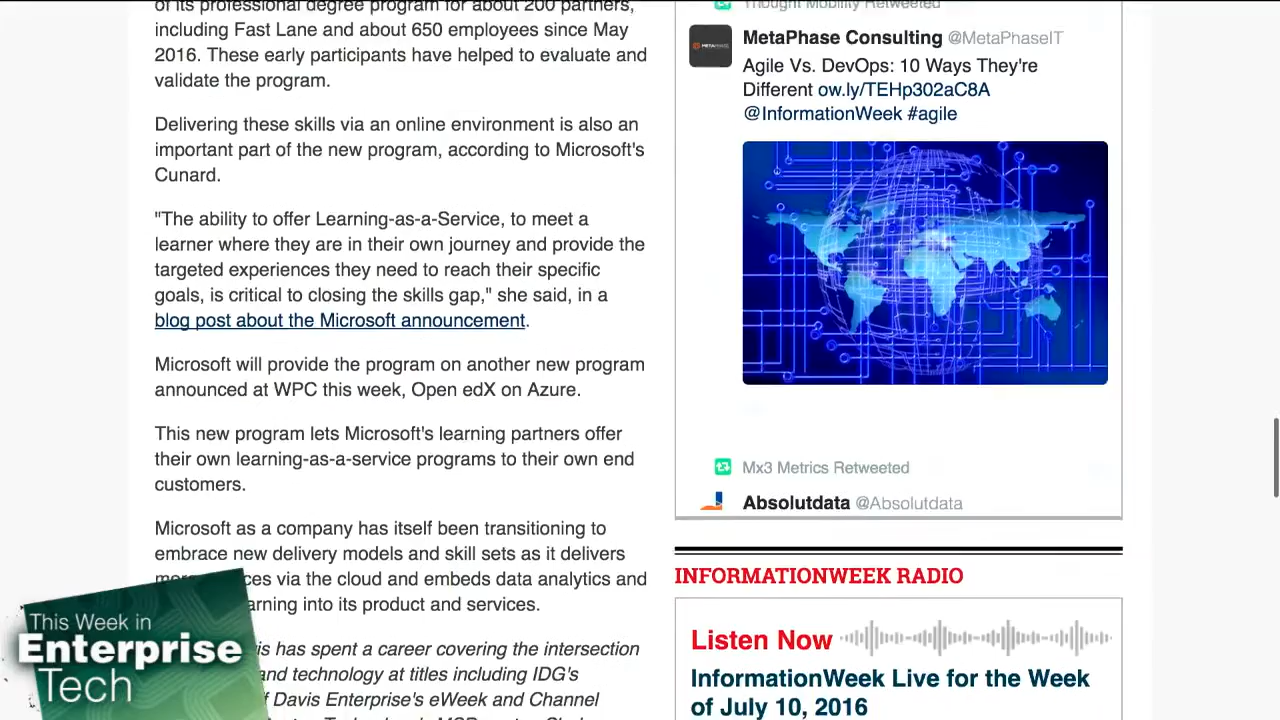 of its professional degree program for about 200 partners,
including Fast Lane and about 650 employees since May
2016. These early participants have helped to evaluate and
validate the program.
Delivering these skills via an online environment is also an
important part of the new program, according to Microsoft's
Cunard.
"The ability to offer Learning-as-a-Service, to meet a
learner where they are in their own journey and provide the
targeted experiences they need to reach their specific
goals, is critical to closing the skills gap," she said, in a
blog post about the Microsoft announcement.
Microsoft will provide the program on another new program
announced at WPC this week, Open edX on Azure.
This new program lets Microsoft's learning partners offer
their own learning-as-a-service programs to their own end
customers.
Microsoft as a company has itself been transitioning to
embrace new delivery models and skill sets as it delivers
via the cloud and embeds data analytics and
into its product and services.
has spent a career covering the intersection
and technology at titles including IDG's
Davis Enterprise's eWeek and Channel
Thought Mobility Retweeted
MetaPhase Consulting @MetaPhaseIT
Agile Vs. DevOps: 10 Ways They're
Different ow.ly/TEHp302aC8A
@InformationWeek #agile
Mx3 Metrics Retweeted
Absolutdata @Absolutdata
INFORMATIONWEEK RADIO
Listen Now
InformationWeek Live for the Week
of July 10, 2016
This Week in
Enterprise
Tech